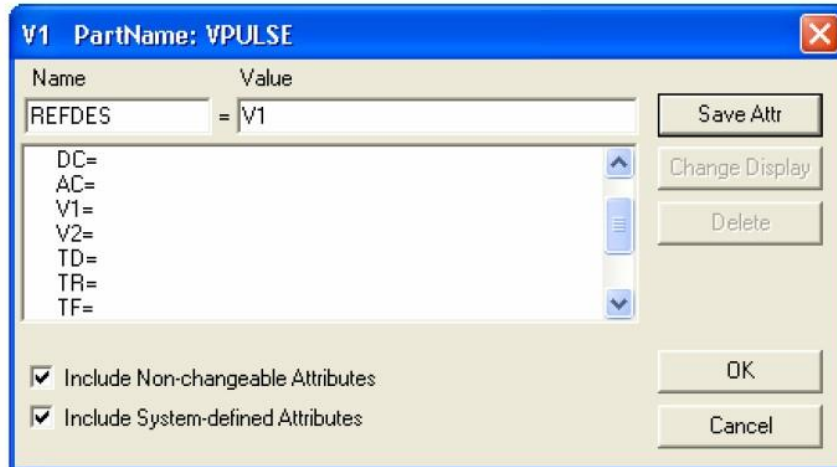 V1 PartName: VPULSE
Name Value
REFDES = V1
Save Attr
DC=
AC=
V1=
V2=
TD=
TR=
TF=
Change Display
Delete
Include Non-changeable Attributes
Include System-defined Attributes
OK
Cancel